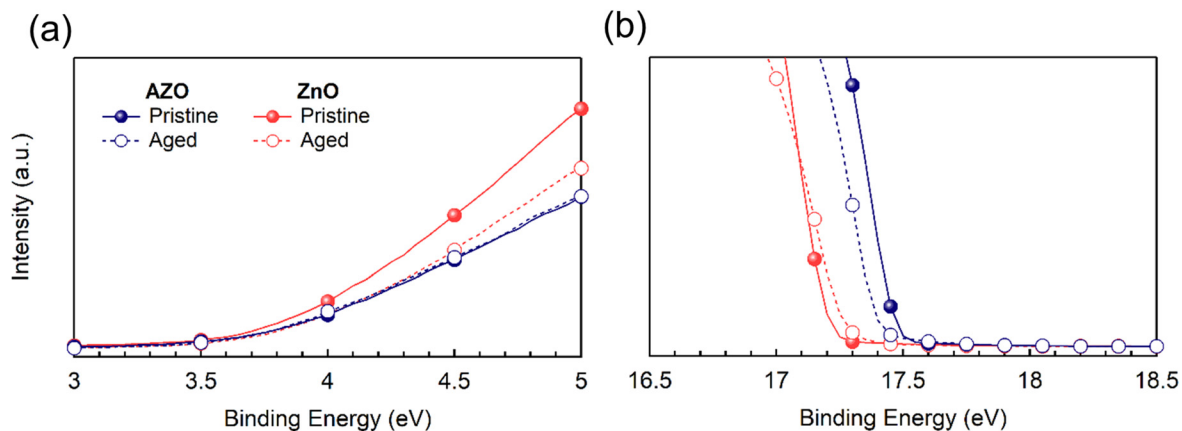 (a)
(b)
AZO ZnO
Pristine Pristine
Aged Aged
Intensity (a.u.)
3 3.5 4 4.5 5
Binding Energy (eV)
16.5 17 17.5 18 18.5
Binding Energy (eV)